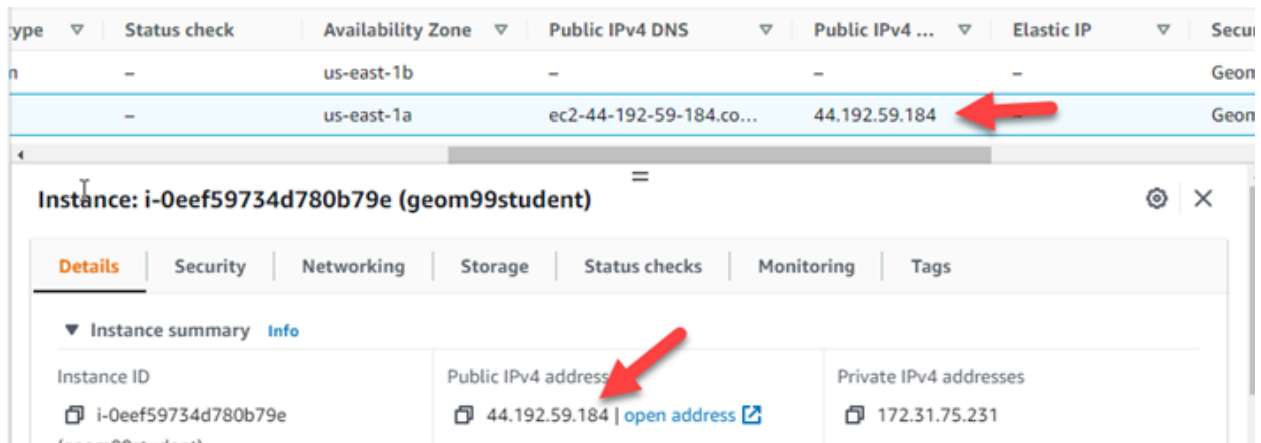 ype Status check Availability Zone Public IPv4 DNS Public IPv4 ... Elastic IP Secu
– us-east-1b – – – Geon
– us-east-1a ec2-44-192-59-184.co... 44.192.59.184 – Geon
Instance: i-0eef59734d780b79e (geom99student)
Details Security Networking Storage Status checks Monitoring Tags
Instance summary Info
Instance ID Public IPv4 address Private IPv4 addresses
i-0eef59734d780b79e 44.192.59.184 | open address 172.31.75.231
(geom99student)